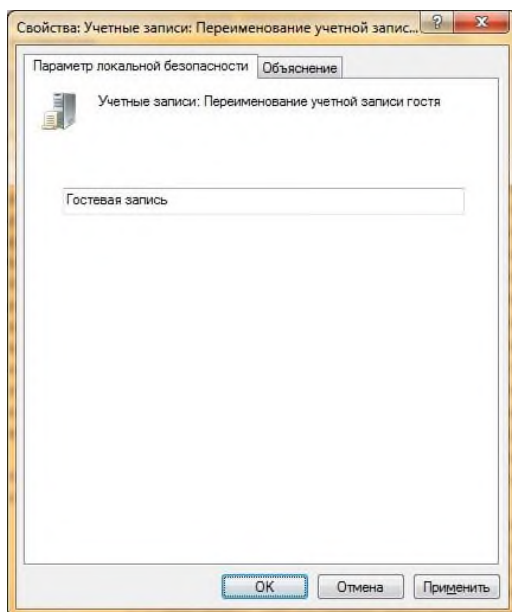 Свойства: Учетные записи: Переименование учетной запис...
Параметр локальной безопасности
Объяснение
Учетные записи: Переименование учетной записи гостя
Гостевая запись
ОК
Отмена
Применить